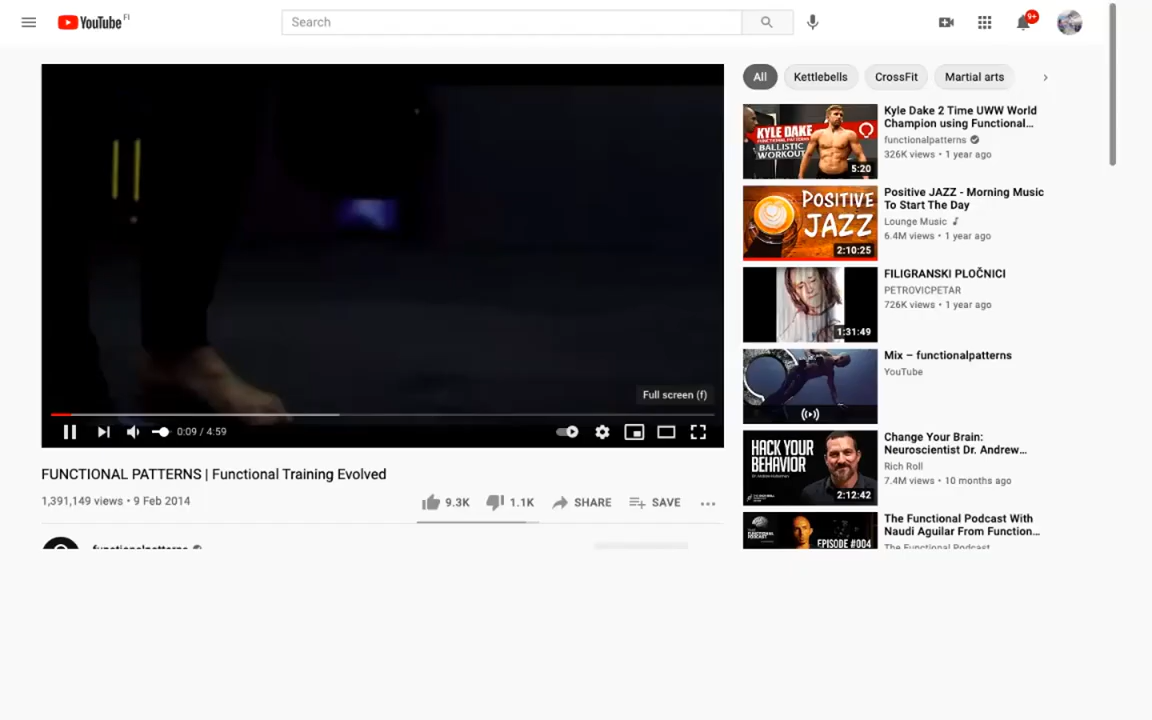 YouTube FI
Search
9+
All
Kettlebells
CrossFit
Martial arts
Full screen (f)
0:09 / 4:59
FUNCTIONAL PATTERNS | Functional Training Evolved
1,391,149 views • 9 Feb 2014
9.3K
1.1K
SHARE
SAVE
functionalpatterns
KYLE DAKE
FUNCTIONAL PATTERNS
BALLISTIC
WORKOUT
5:20
Kyle Dake 2 Time UWW World
Champion using Functional...
functionalpatterns
326K views • 1 year ago
POSITIVE
JAZZ
2:10:25
Positive JAZZ - Morning Music
To Start The Day
Lounge Music
6.4M views • 1 year ago
1:31:49
FILIGRANSKI PLOČNICI
PETROVICPETAR
726K views • 1 year ago
Mix – functionalpatterns
YouTube
HACK YOUR
BEHAVIOR
2:12:42
Change Your Brain:
Neuroscientist Dr. Andrew...
Rich Roll
7.4M views • 10 months ago
EPISODE #004
The Functional Podcast With
Naudi Aguilar From Function...
The Functional Podcast